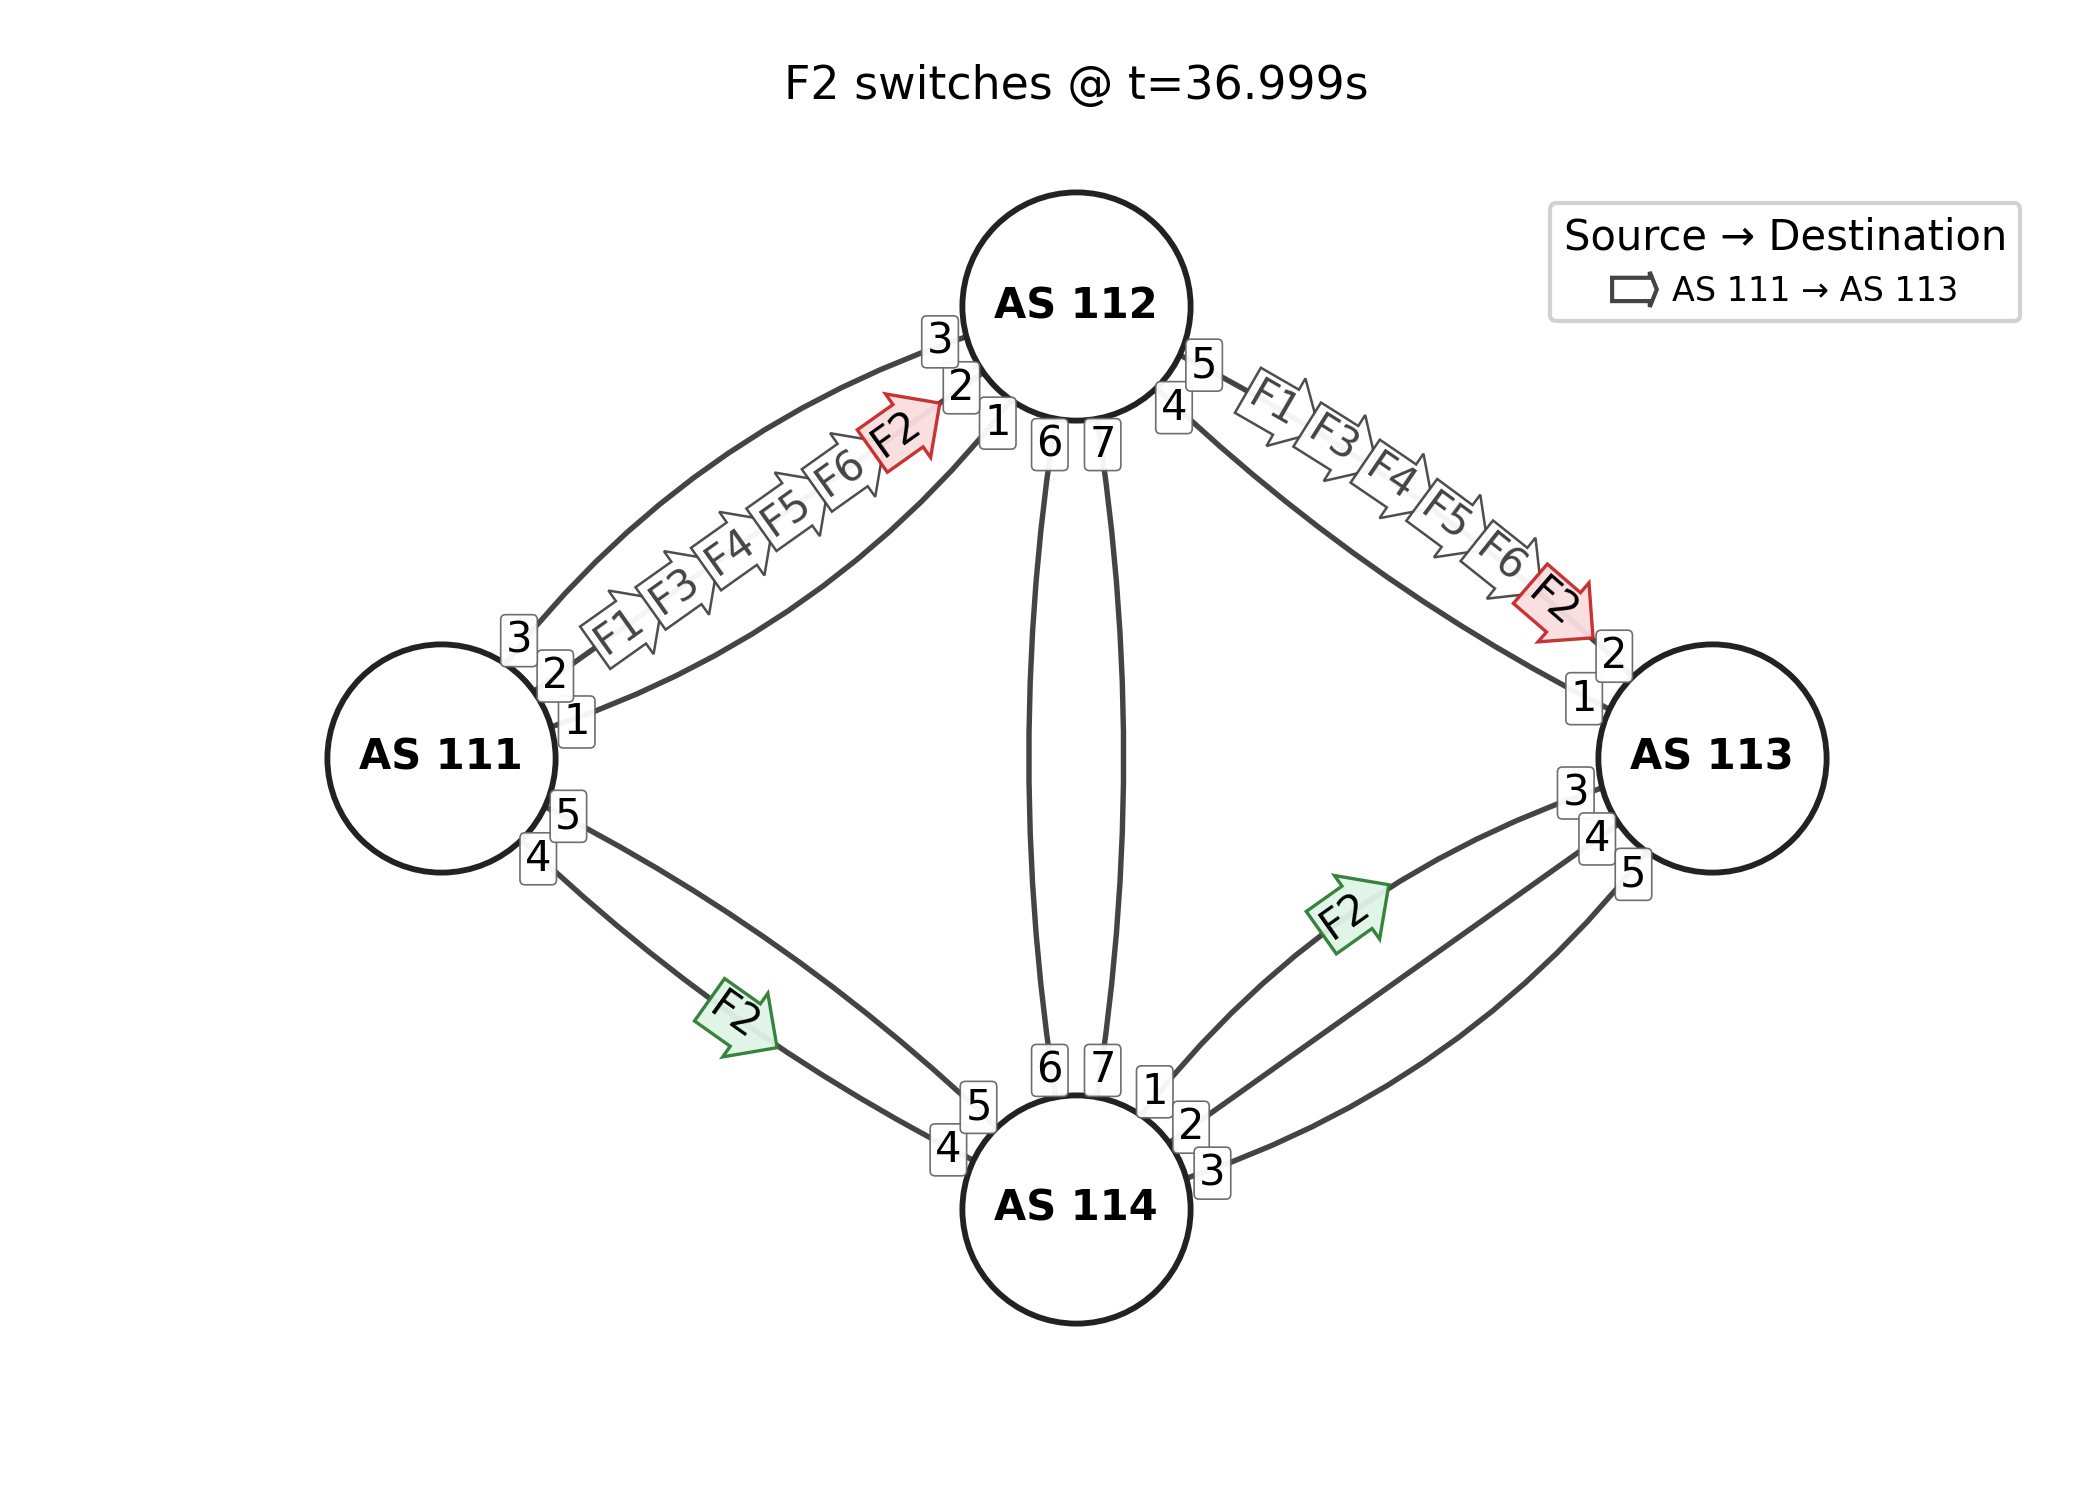 F2 switches @ t=36.999s
Source → Destination
AS 111 → AS 113
AS 112
3
2
1
6
7
4
5
F1
F3
F4
F5
F6
F2
F1
F3
F4
F5
F6
F2
3
2
1
AS 111
5
4
2
1
AS 113
3
4
5
F2
F2
6
7
5
4
1
2
3
AS 114